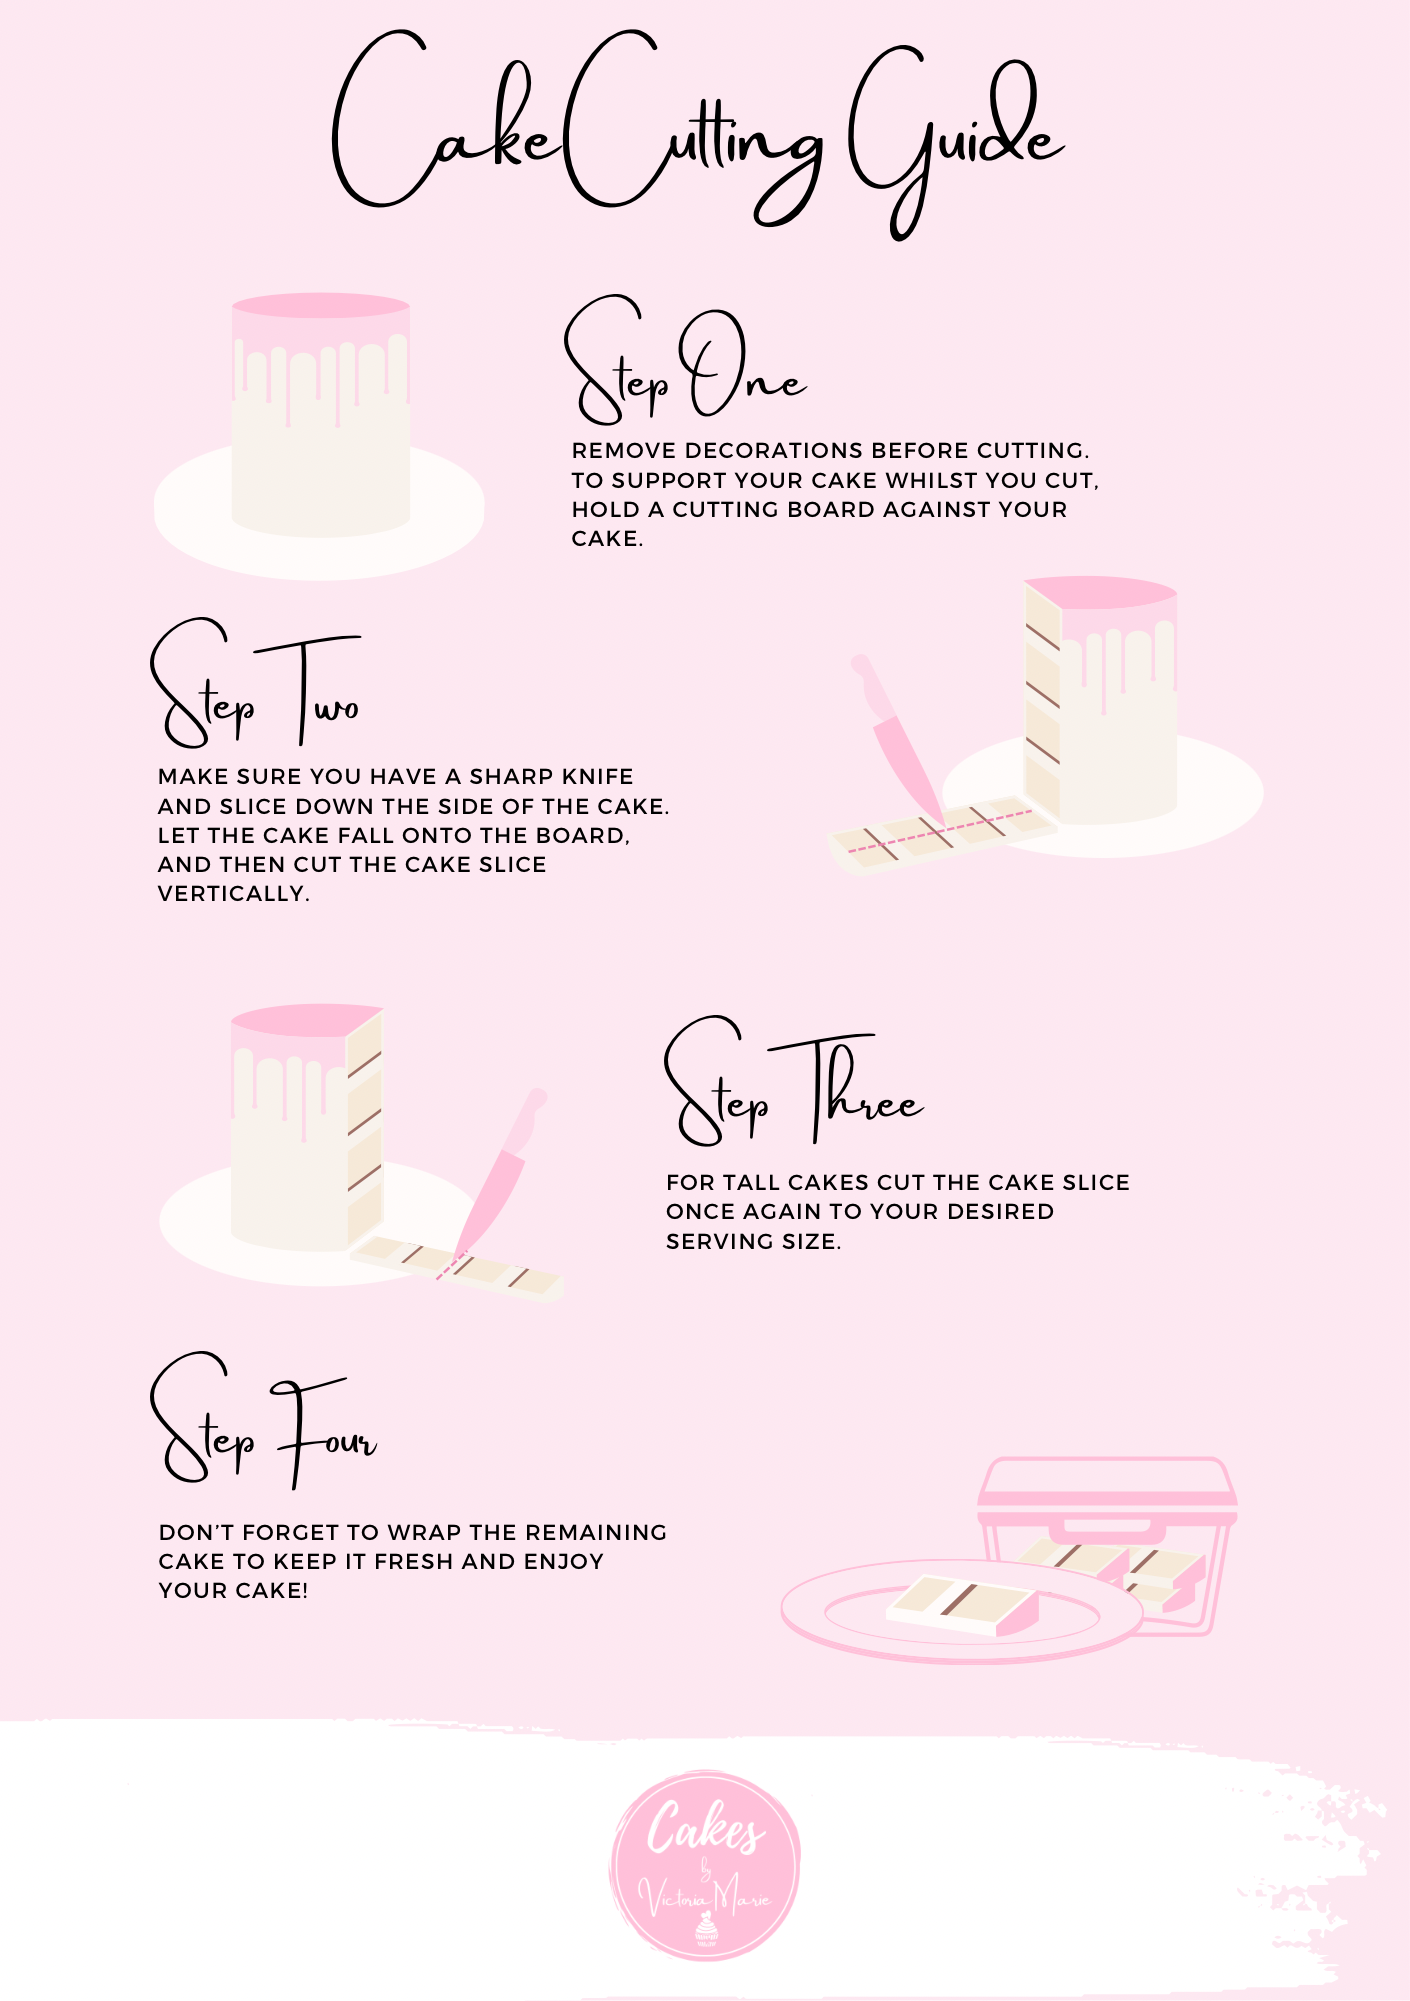 Cake Cutting Guide
Step One
REMOVE DECORATIONS BEFORE CUTTING.
TO SUPPORT YOUR CAKE WHILST YOU CUT,
HOLD A CUTTING BOARD AGAINST YOUR
CAKE.
Step Two
MAKE SURE YOU HAVE A SHARP KNIFE
AND SLICE DOWN THE SIDE OF THE CAKE.
LET THE CAKE FALL ONTO THE BOARD,
AND THEN CUT THE CAKE SLICE
VERTICALLY.
Step Three
FOR TALL CAKES CUT THE CAKE SLICE
ONCE AGAIN TO YOUR DESIRED
SERVING SIZE.
Step Four
DON'T FORGET TO WRAP THE REMAINING
CAKE TO KEEP IT FRESH AND ENJOY
YOUR CAKE!
Cakes
by
Victoria Marie